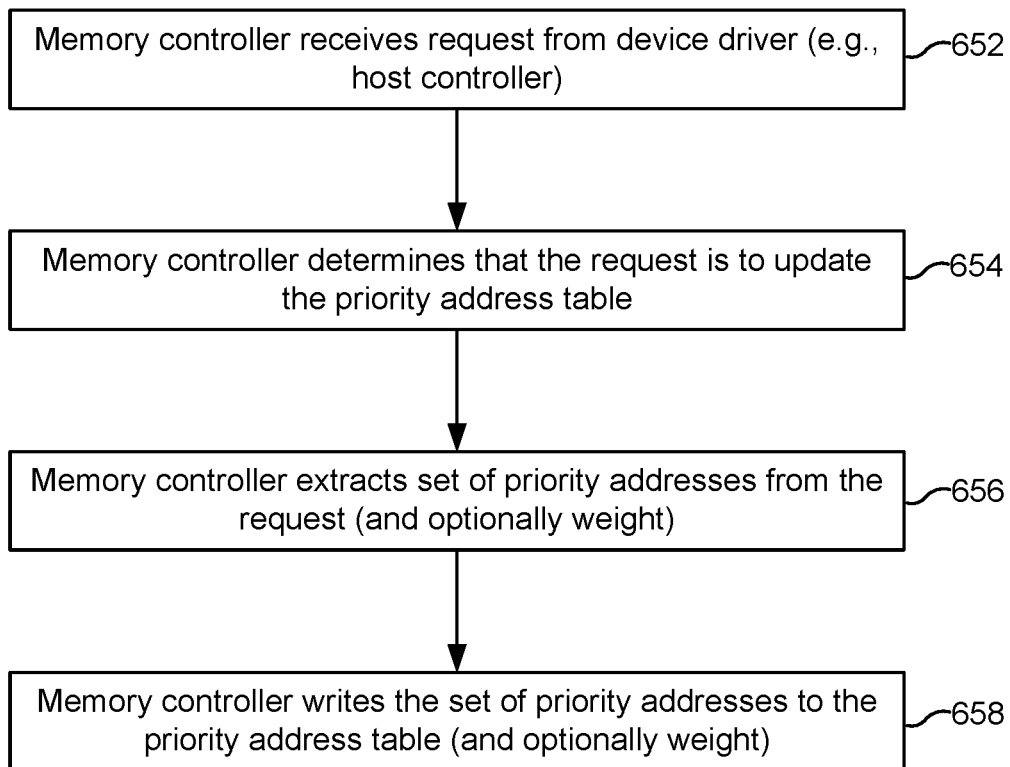 Memory controller receives request from device driver (e.g.,
host controller)
652
Memory controller determines that the request is to update
the priority address table
654
Memory controller extracts set of priority addresses from the
request (and optionally weight)
656
Memory controller writes the set of priority addresses to the
priority address table (and optionally weight)
658